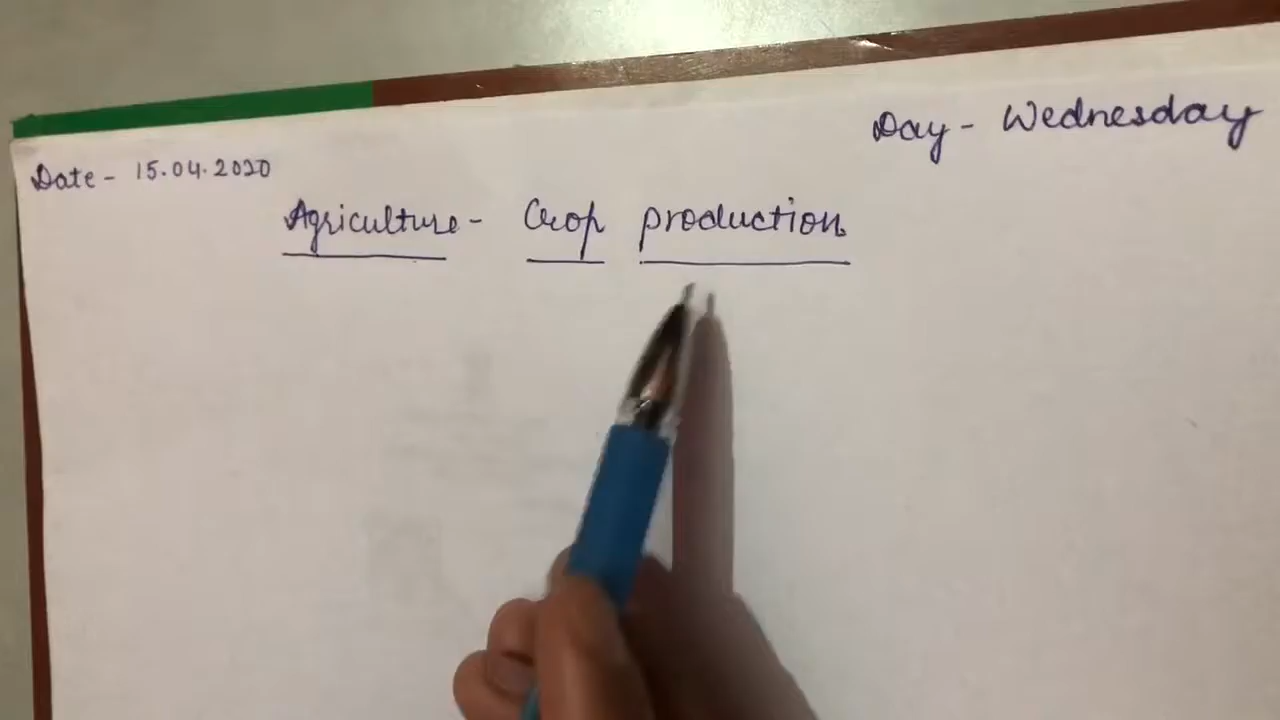 Day - Wednesday
Date - 15.04.2020
Agriculture - Crop production